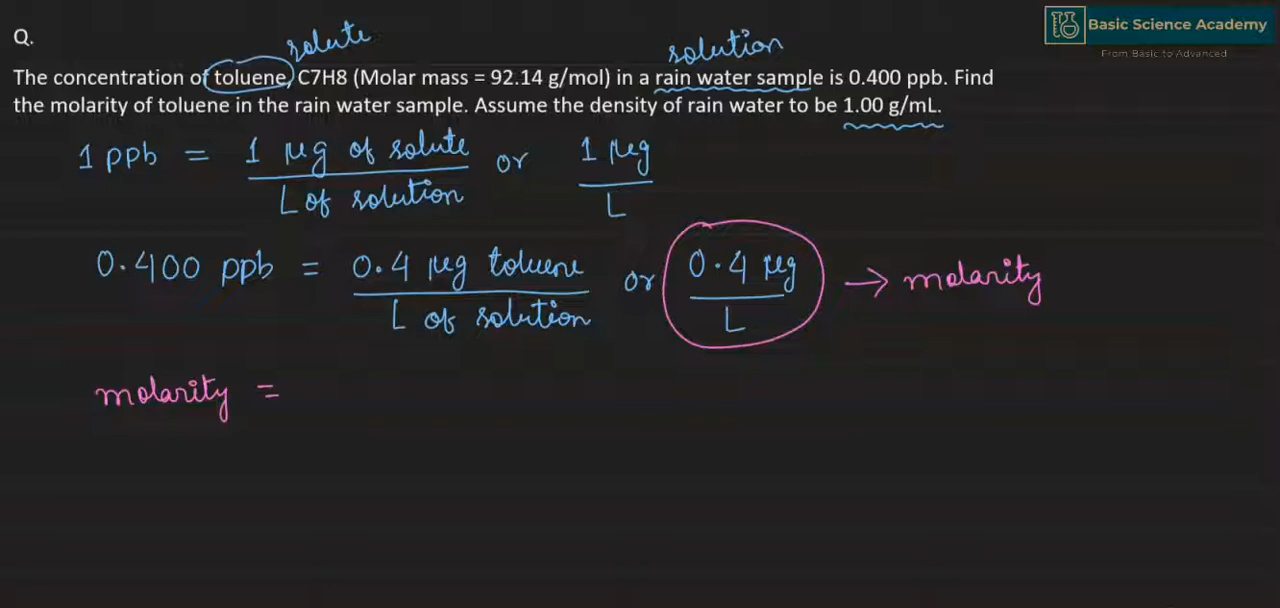 Basic Science Academy
From Basic to Advanced
Q.
solute
solution
The concentration of toluene, C7H8 (Molar mass = 92.14 g/mol) in a rain water sample is 0.400 ppb. Find
the molarity of toluene in the rain water sample. Assume the density of rain water to be 1.00 g/mL.
1 ppb = 1 μg of solute / L of solution or 1 μg / L
0.400 ppb = 0.4 μg toluene / L of solution or 0.4 μg / L → molarity
molarity =